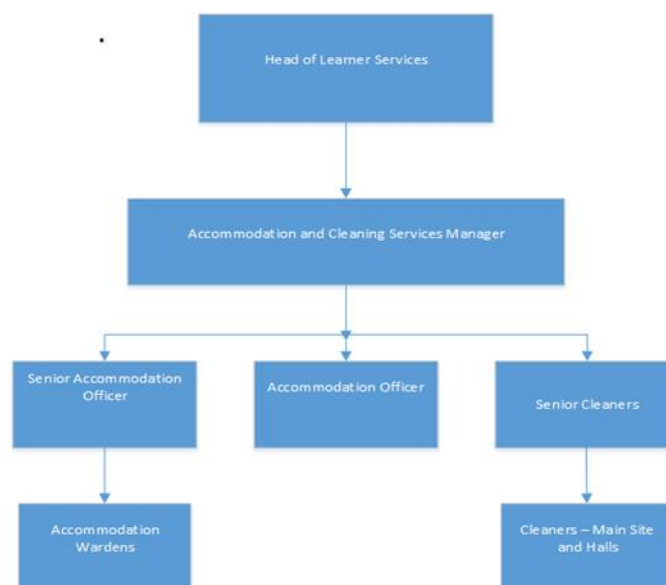 Head of Learner Services
Accommodation and Cleaning Services Manager
Senior Accommodation
Officer
Accommodation Officer
Senior Cleaners
Accommodation
Wardens
Cleaners – Main Site
and Halls